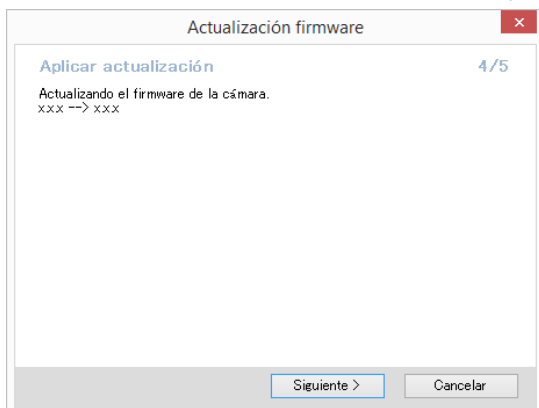 Actualización firmware
Aplicar actualización 4/5
Actualizando el firmware de la cámara.
xxx --> xxx
Siguiente > Cancelar